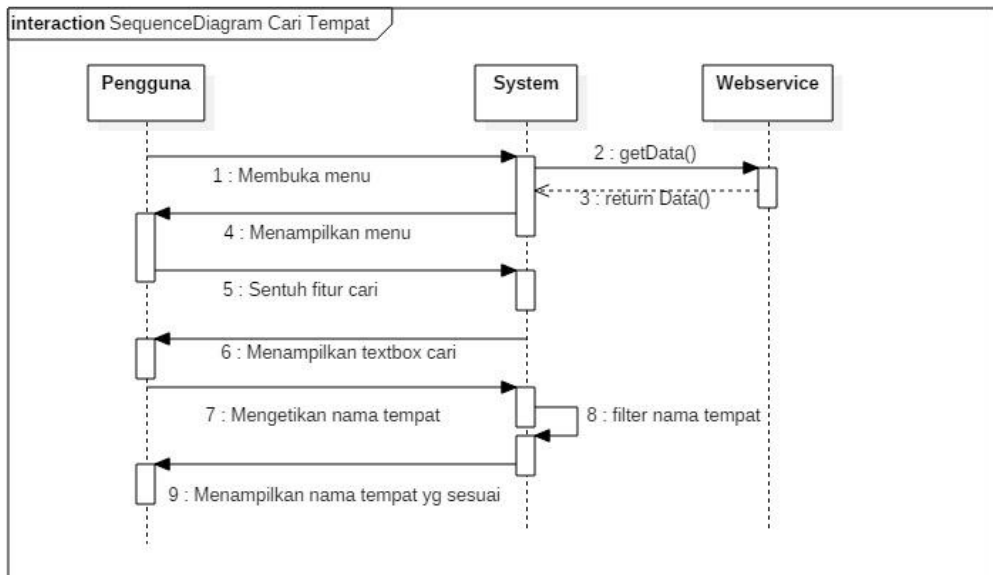 interaction SequenceDiagram Cari Tempat
Pengguna
System
Webservice
1 : Membuka menu
2 : getData()
3 : return Data()
4 : Menampilkan menu
5 : Sentuh fitur cari
6 : Menampilkan textbox cari
7 : Mengetikan nama tempat
8 : filter nama tempat
9 : Menampilkan nama tempat yg sesuai